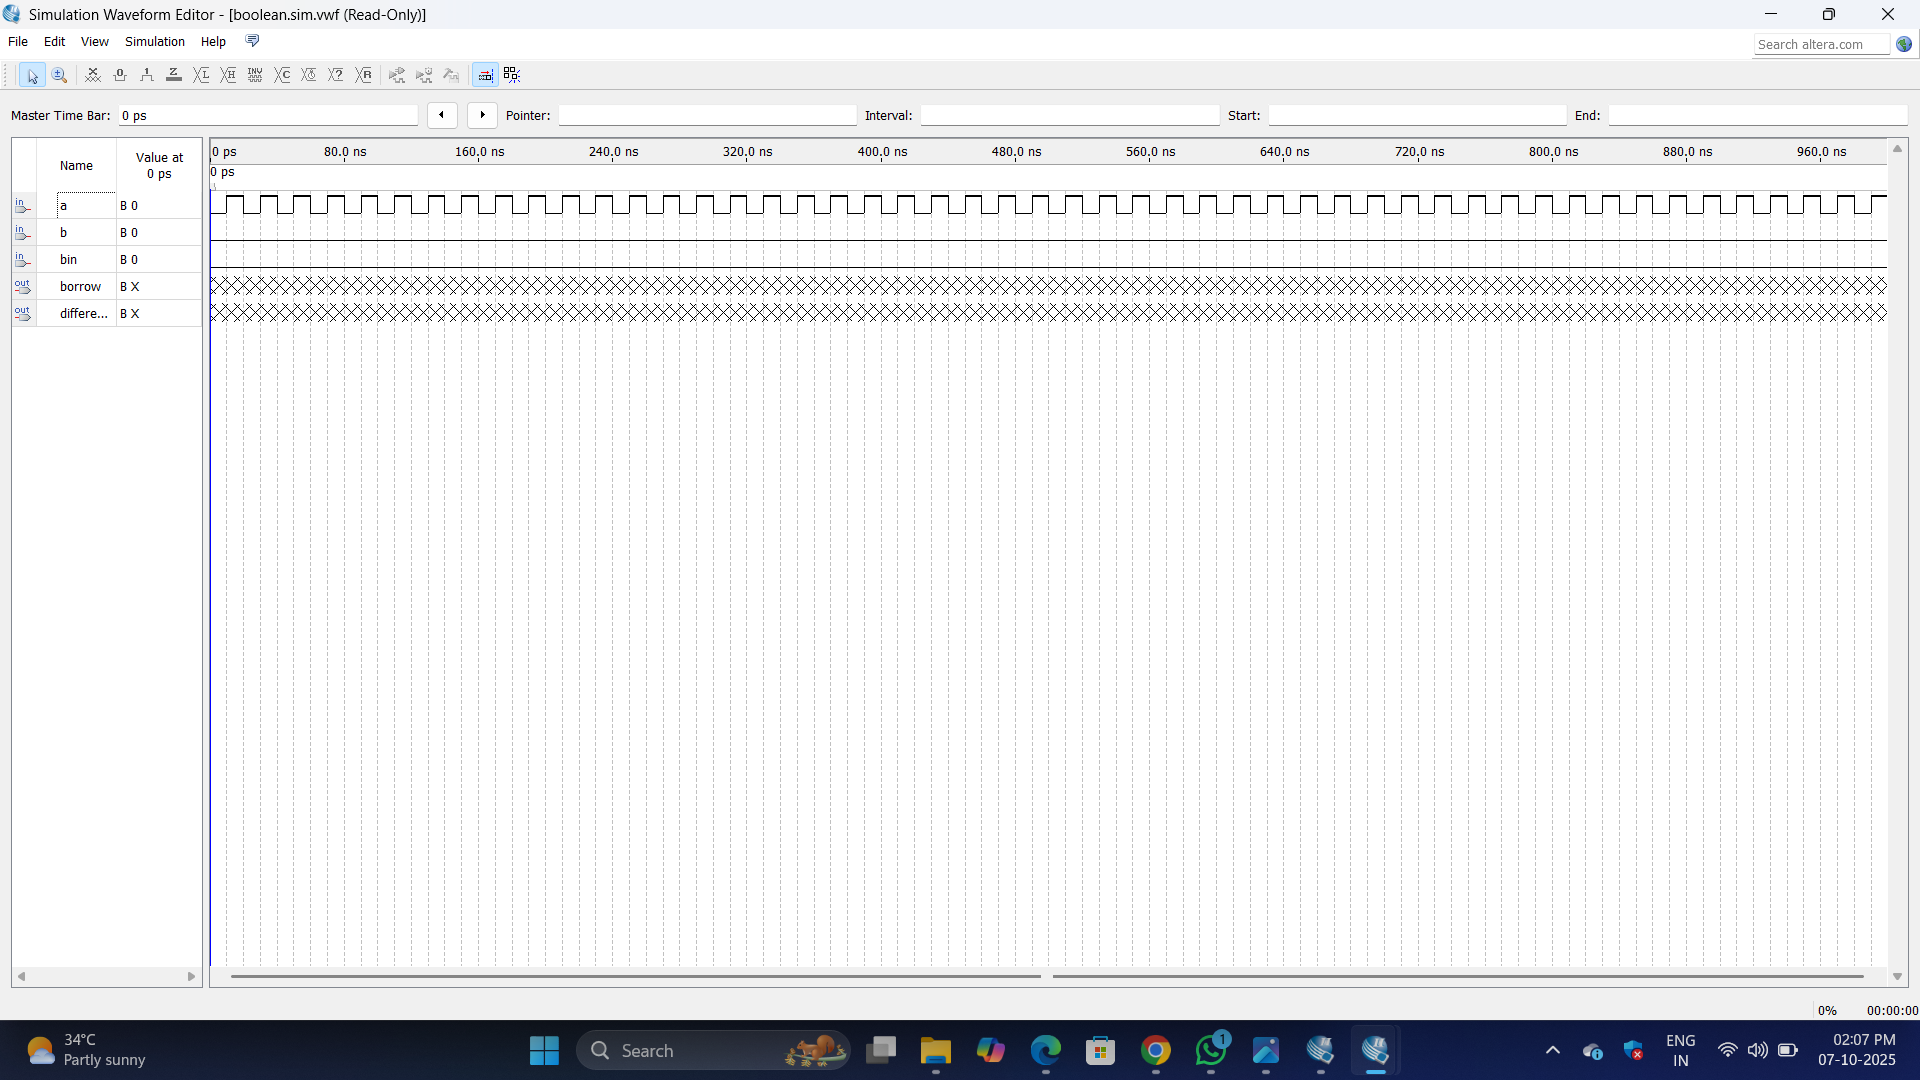 Simulation Waveform Editor - [boolean.sim.vwf (Read-Only)]
File Edit View Simulation Help
Search altera.com
Master Time Bar: 0 ps Pointer: Interval: Start: End:
Name Value at 0 ps
0 ps 80.0 ns 160.0 ns 240.0 ns 320.0 ns 400.0 ns 480.0 ns 560.0 ns 640.0 ns 720.0 ns 800.0 ns 880.0 ns 960.0 ns
0 ps
in a B 0
in b B 0
in bin B 0
out borrow B X
out differe... B X
0% 00:00:00
34°C
Partly sunny
Search
1
ENG
IN
02:07 PM
07-10-2025